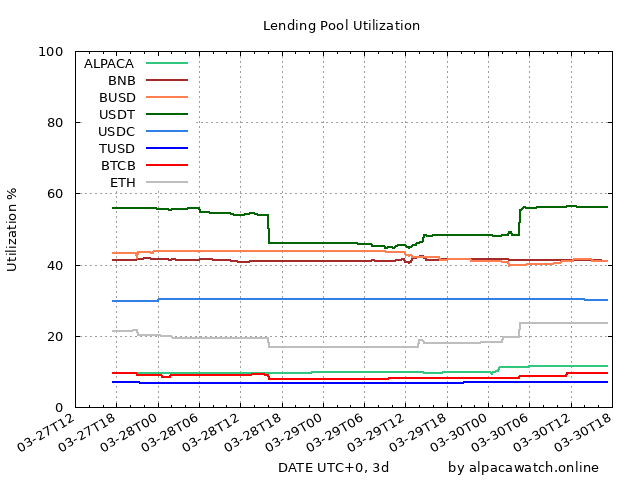 Lending Pool Utilization
100
80
60
40
20
0
Utilization %
ALPACA
BNB
BUSD
USDT
USDC
TUSD
BTCB
ETH
03-27T12
03-27T18
03-28T00
03-28T06
03-28T12
03-28T18
03-29T00
03-29T06
03-29T12
03-29T18
03-30T00
03-30T06
03-30T12
03-30T18
DATE UTC+0, 3d
by alpacawatch.online